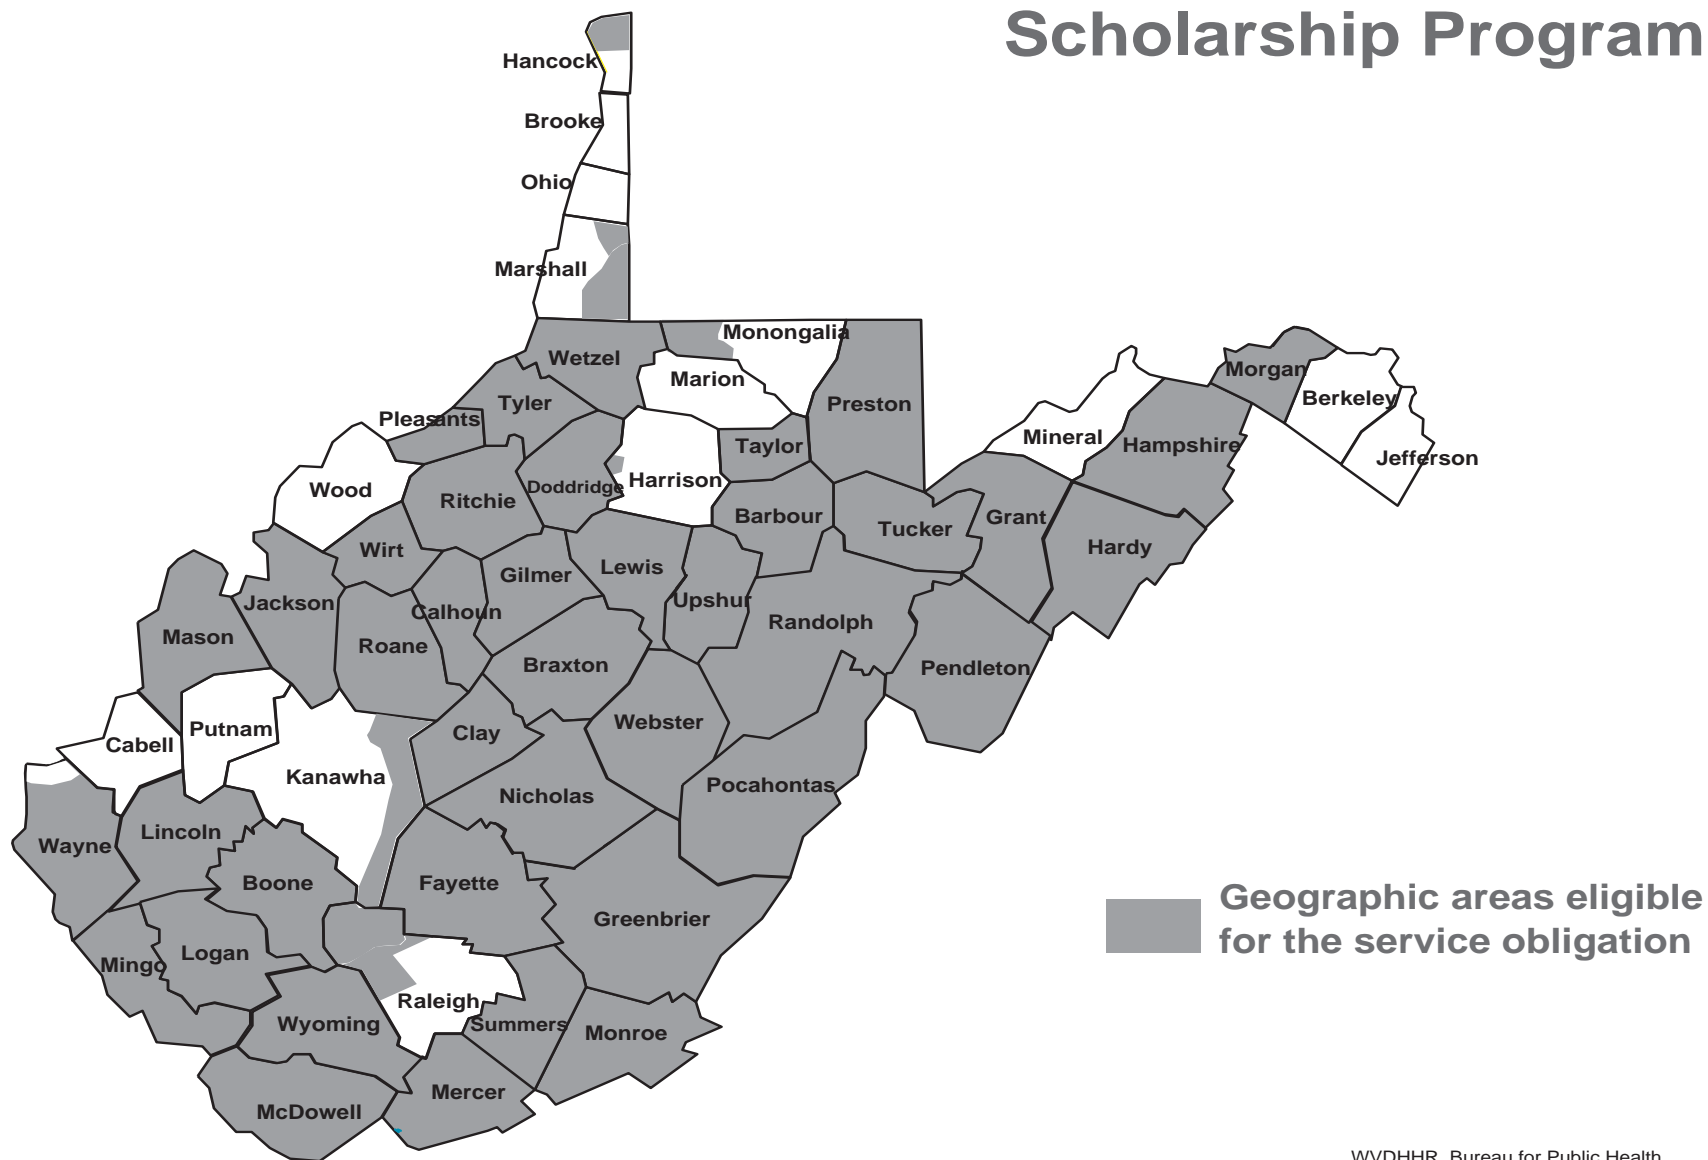 Scholarship Program
Hancock
Brooke
Ohio
Marshall
Monongalia
Wetzel
Marion
Morgan
Berkeley
Tyler
Preston
Pleasants
Mineral
Hampshire
Taylor
Jefferson
Harrison
Wood
Doddridge
Ritchie
Barbour
Grant
Tucker
Hardy
Wirt
Lewis
Gilmer
Upshur
Jackson
Calhoun
Randolph
Mason
Roane
Braxton
Pendleton
Webster
Putnam
Clay
Cabell
Kanawha
Pocahontas
Nicholas
Lincoln
Wayne
Boone
Fayette
Geographic areas eligible
for the service obligation
Greenbrier
Logan
Mingo
Raleigh
Wyoming
Summers
Monroe
Mercer
McDowell